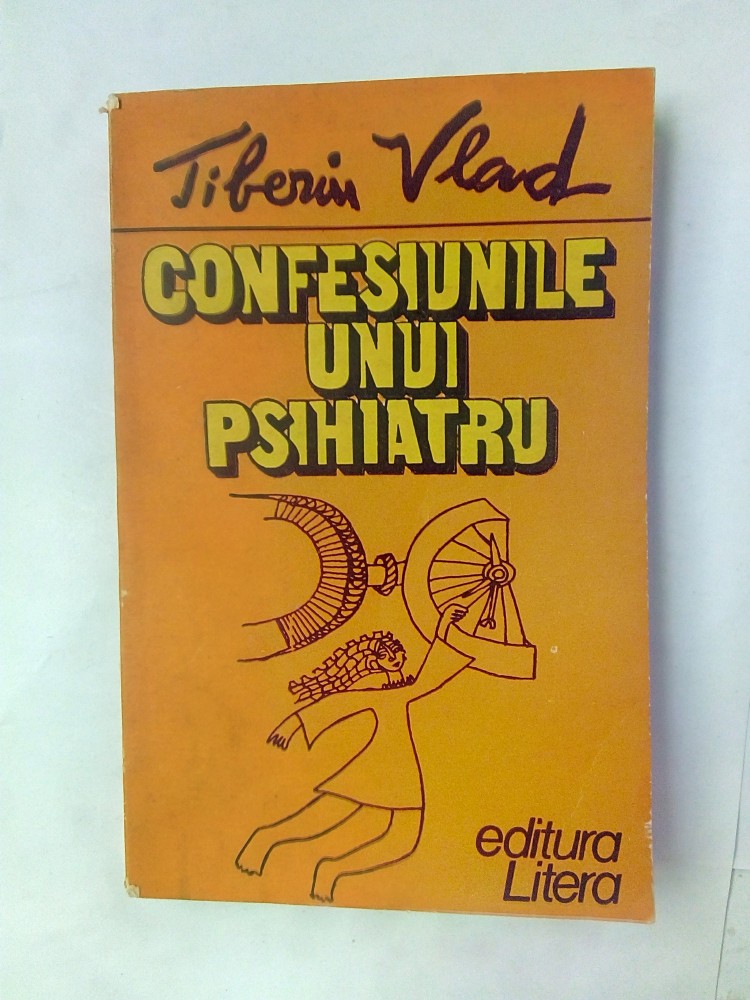 Tiberiu Vlad
CONFESIUNILE
UNUI
PSIHIATRU
editura
Litera